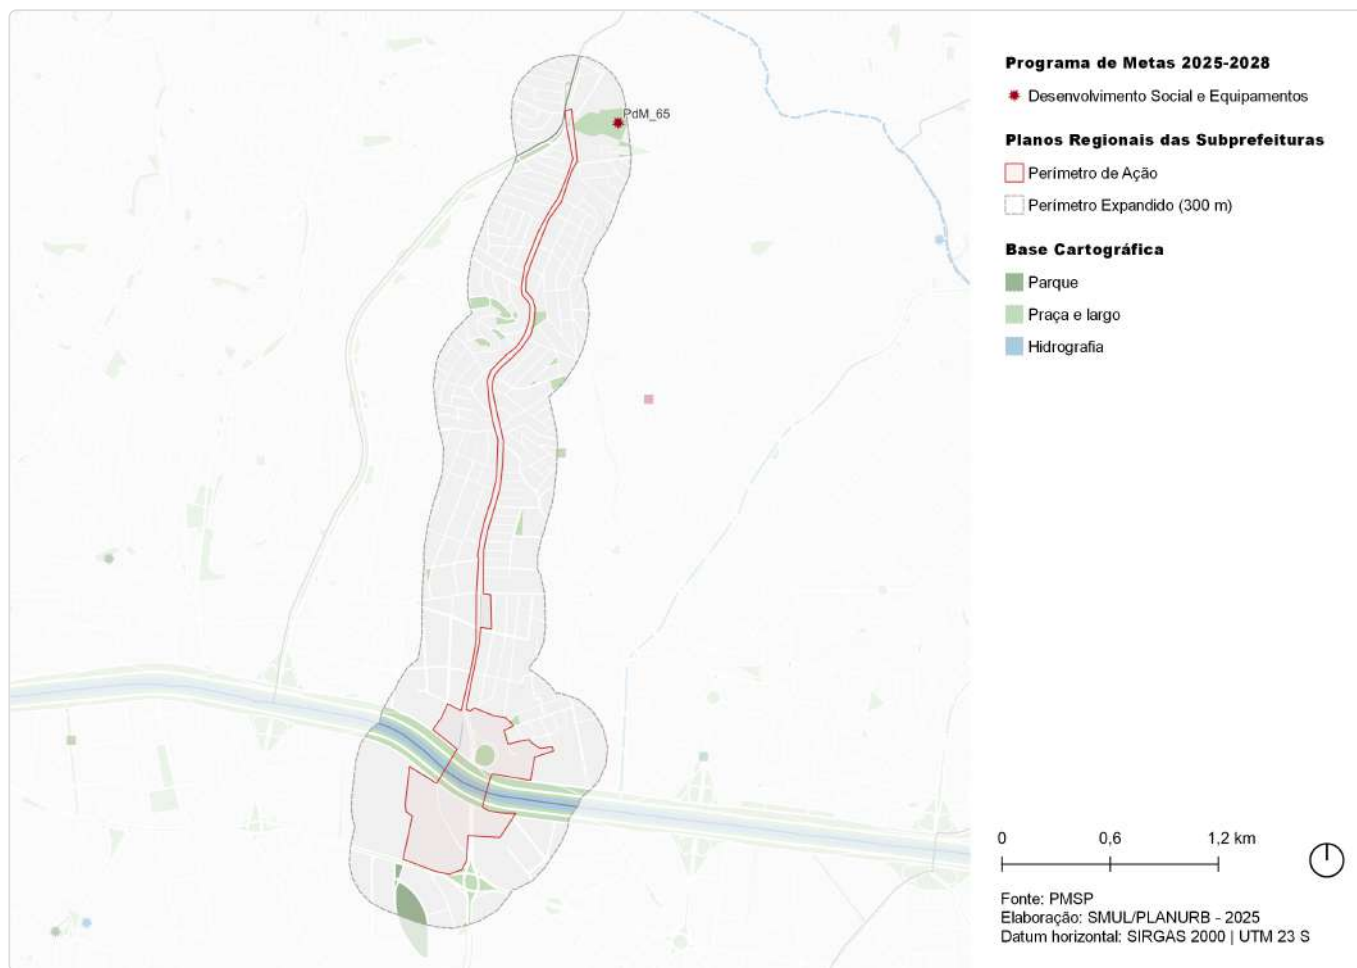 PdM_65
Programa de Metas 2025-2028
Desenvolvimento Social e Equipamentos
Planos Regionais das Subprefeituras
Perímetro de Ação
Perímetro Expandido (300 m)
Base Cartográfica
Parque
Praça e largo
Hidrografia
0 0,6 1,2 km
Fonte: PMSP
Elaboração: SMUL/PLANURB - 2025
Datum horizontal: SIRGAS 2000 | UTM 23 S